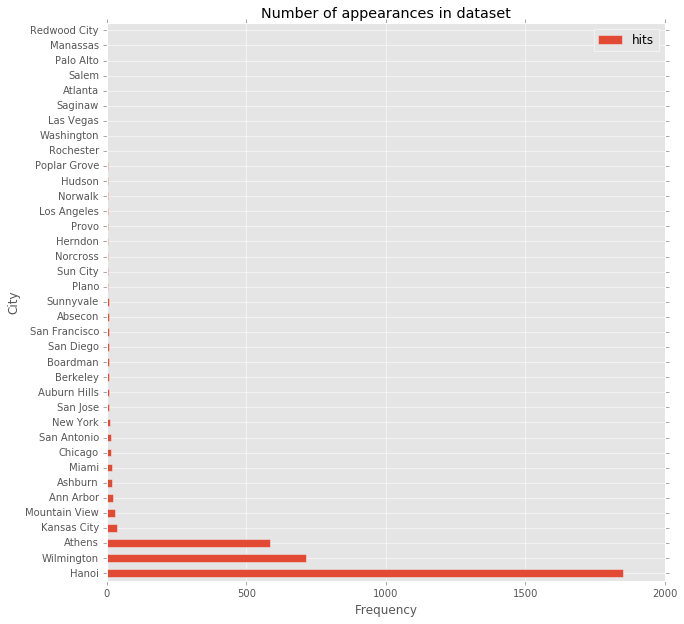 Number of appearances in dataset
hits
Redwood City
Manassas
Palo Alto
Salem
Atlanta
Saginaw
Las Vegas
Washington
Rochester
Poplar Grove
Hudson
Norwalk
Los Angeles
Provo
Herndon
Norcross
Sun City
Plano
Sunnyvale
Absecon
San Francisco
San Diego
Boardman
Berkeley
Auburn Hills
San Jose
New York
San Antonio
Chicago
Miami
Ashburn
Ann Arbor
Mountain View
Kansas City
Athens
Wilmington
Hanoi
City
0 500 1000 1500 2000
Frequency